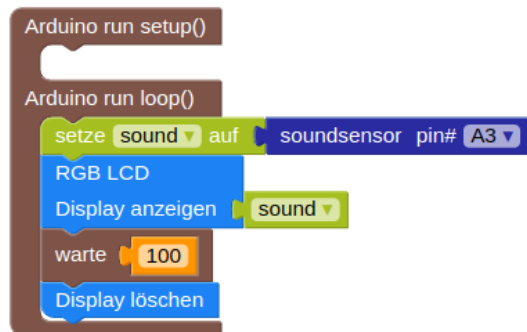 Arduino run setup()
Arduino run loop()
setze sound auf soundsensor pin# A3
RGB LCD
Display anzeigen sound
warte 100
Display löschen